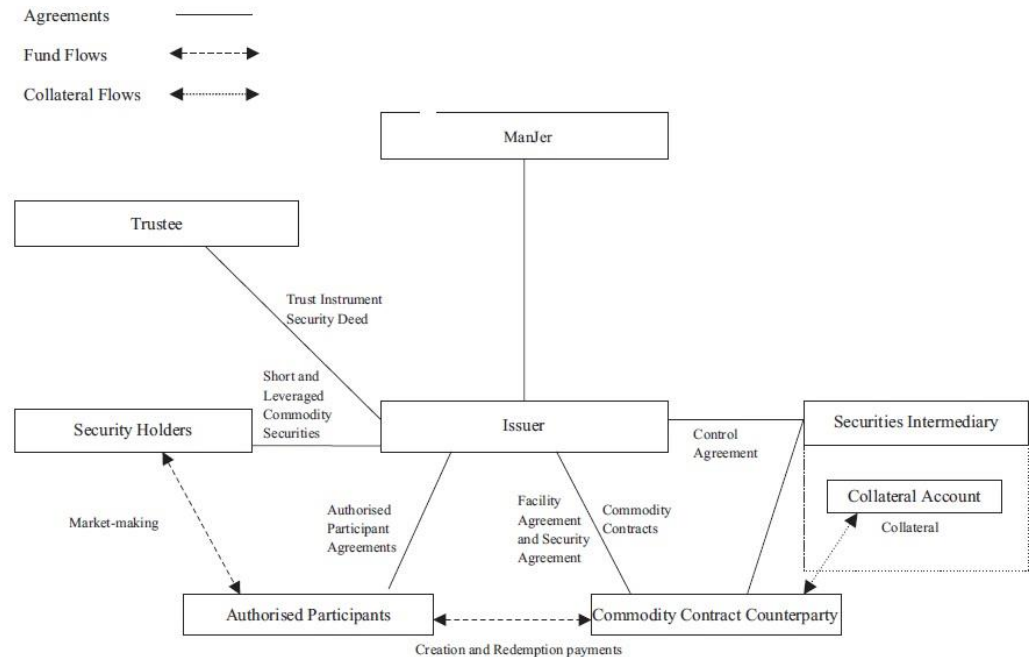 Agreements
Fund Flows
Collateral Flows
ManJer
Trustee
Trust Instrument
Security Deed
Short and
Leveraged
Commodity
Securities
Security Holders
Issuer
Securities Intermediary
Control
Agreement
Collateral Account
Collateral
Market-making
Authorised
Participant
Agreements
Facility
Agreement
and Security
Agreement
Commodity
Contracts
Authorised Participants
Commodity Contract Counterparty
Creation and Redemption payments